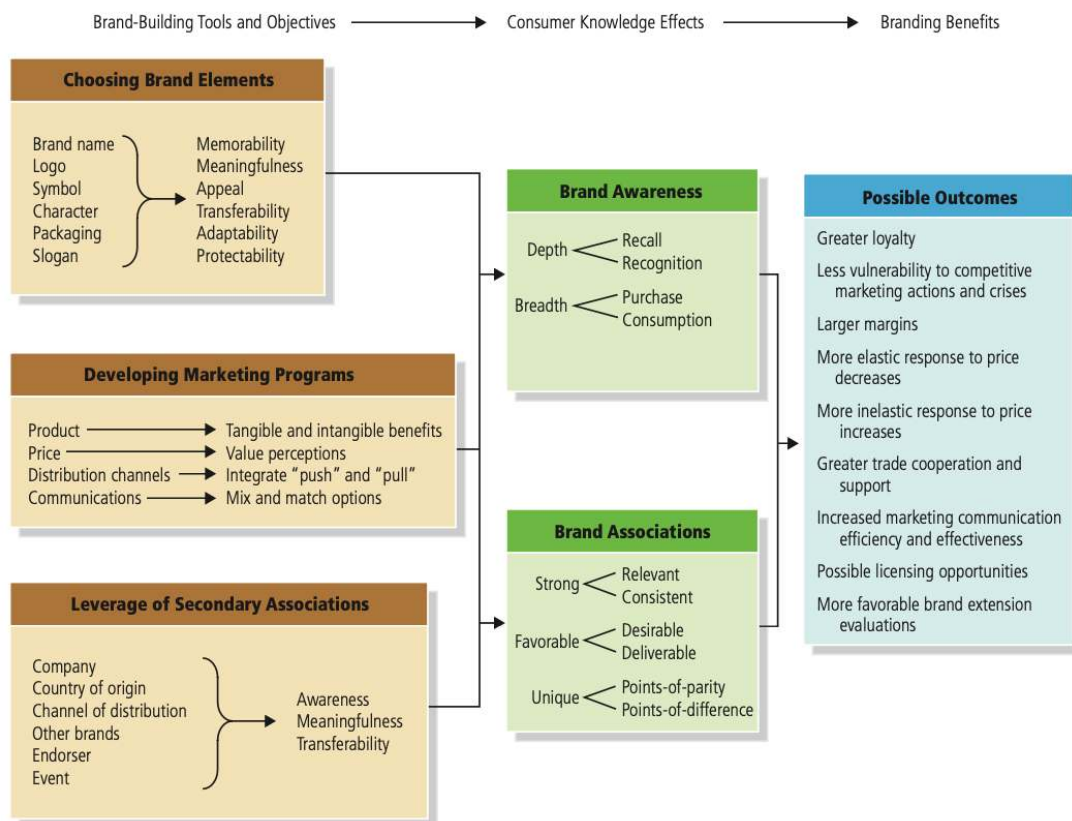 Brand-Building Tools and Objectives
Consumer Knowledge Effects
Branding Benefits
Choosing Brand Elements
Brand name
Logo
Symbol
Character
Packaging
Slogan
Memorability
Meaningfulness
Appeal
Transferability
Adaptability
Protectability
Developing Marketing Programs
Product
Tangible and intangible benefits
Price
Value perceptions
Distribution channels
Integrate “push” and “pull”
Communications
Mix and match options
Leverage of Secondary Associations
Company
Country of origin
Channel of distribution
Other brands
Endorser
Event
Awareness
Meaningfulness
Transferability
Brand Awareness
Depth
Recall
Recognition
Breadth
Purchase
Consumption
Brand Associations
Strong
Relevant
Consistent
Favorable
Desirable
Deliverable
Unique
Points-of-parity
Points-of-difference
Possible Outcomes
Greater loyalty
Less vulnerability to competitive
marketing actions and crises
Larger margins
More elastic response to price
decreases
More inelastic response to price
increases
Greater trade cooperation and
support
Increased marketing communication
efficiency and effectiveness
Possible licensing opportunities
More favorable brand extension
evaluations